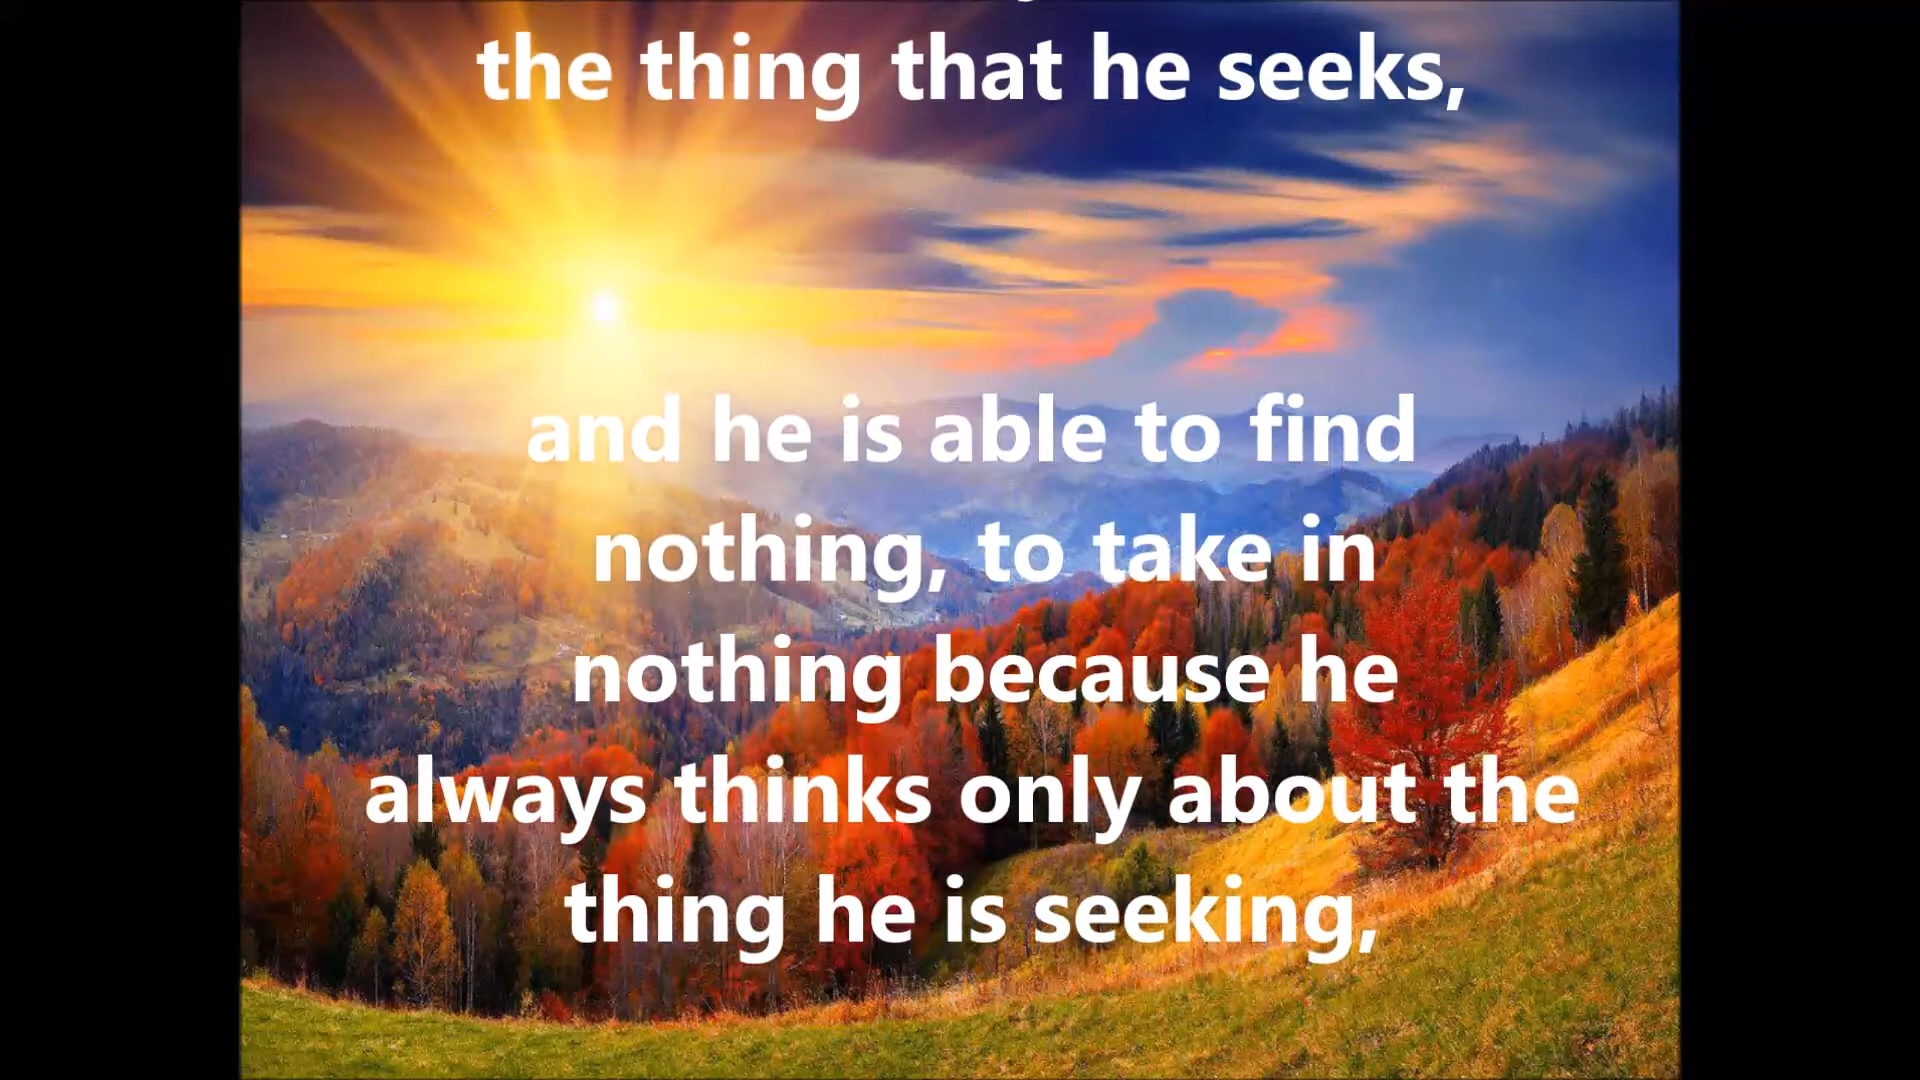 the thing that he seeks,
and he is able to find
nothing, to take in
nothing because he
always thinks only about the
thing he is seeking,